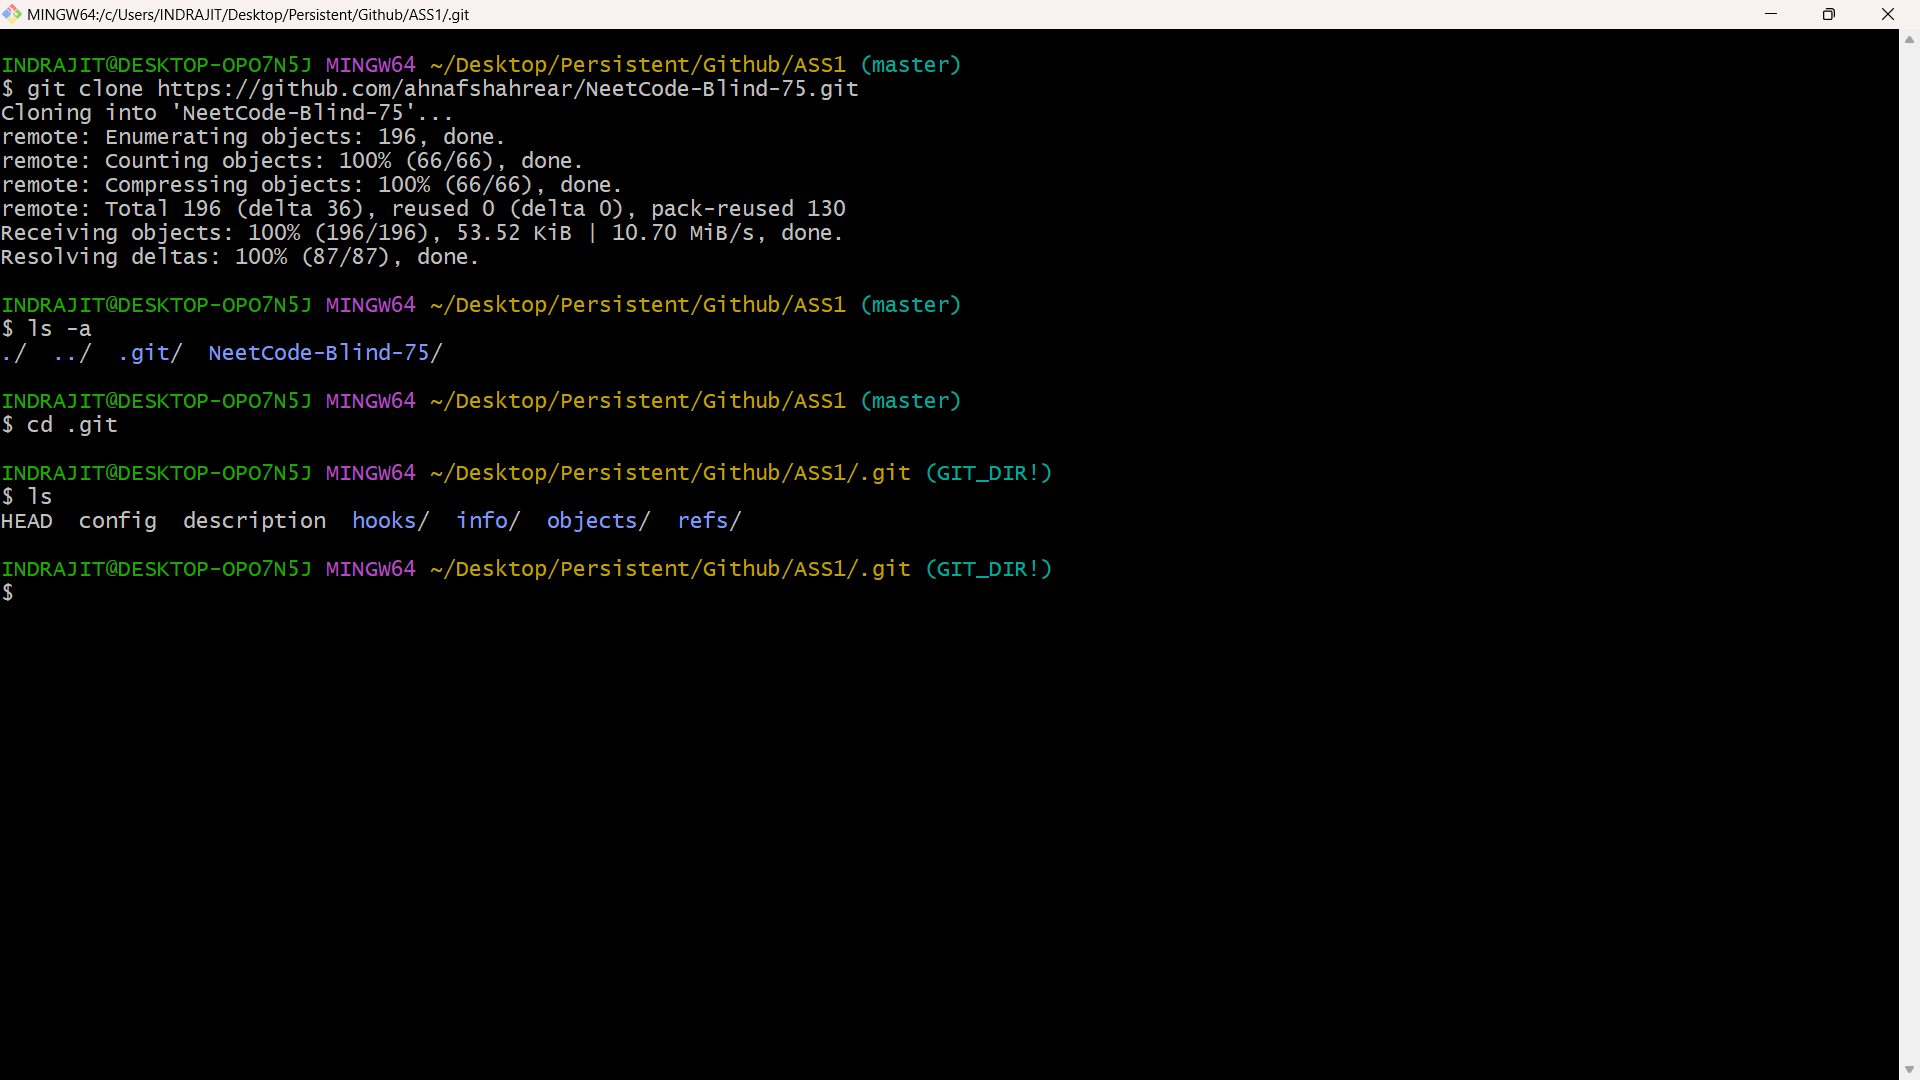 MINGW64:/c/Users/INDRAJIT/Desktop/Persistent/Github/ASS1/.git
INDRAJIT@DESKTOP-OPO7N5J MINGW64 ~/Desktop/Persistent/Github/ASS1 (master)
$ git clone https://github.com/ahnafshahrear/NeetCode-Blind-75.git
Cloning into 'NeetCode-Blind-75'...
remote: Enumerating objects: 196, done.
remote: Counting objects: 100% (66/66), done.
remote: Compressing objects: 100% (66/66), done.
remote: Total 196 (delta 36), reused 0 (delta 0), pack-reused 130
Receiving objects: 100% (196/196), 53.52 KiB | 10.70 MiB/s, done.
Resolving deltas: 100% (87/87), done.
INDRAJIT@DESKTOP-OPO7N5J MINGW64 ~/Desktop/Persistent/Github/ASS1 (master)
$ ls -a
./  ../  .git/  NeetCode-Blind-75/
INDRAJIT@DESKTOP-OPO7N5J MINGW64 ~/Desktop/Persistent/Github/ASS1 (master)
$ cd .git
INDRAJIT@DESKTOP-OPO7N5J MINGW64 ~/Desktop/Persistent/Github/ASS1/.git (GIT_DIR!)
$ ls
HEAD  config  description  hooks/  info/  objects/  refs/
INDRAJIT@DESKTOP-OPO7N5J MINGW64 ~/Desktop/Persistent/Github/ASS1/.git (GIT_DIR!)
$